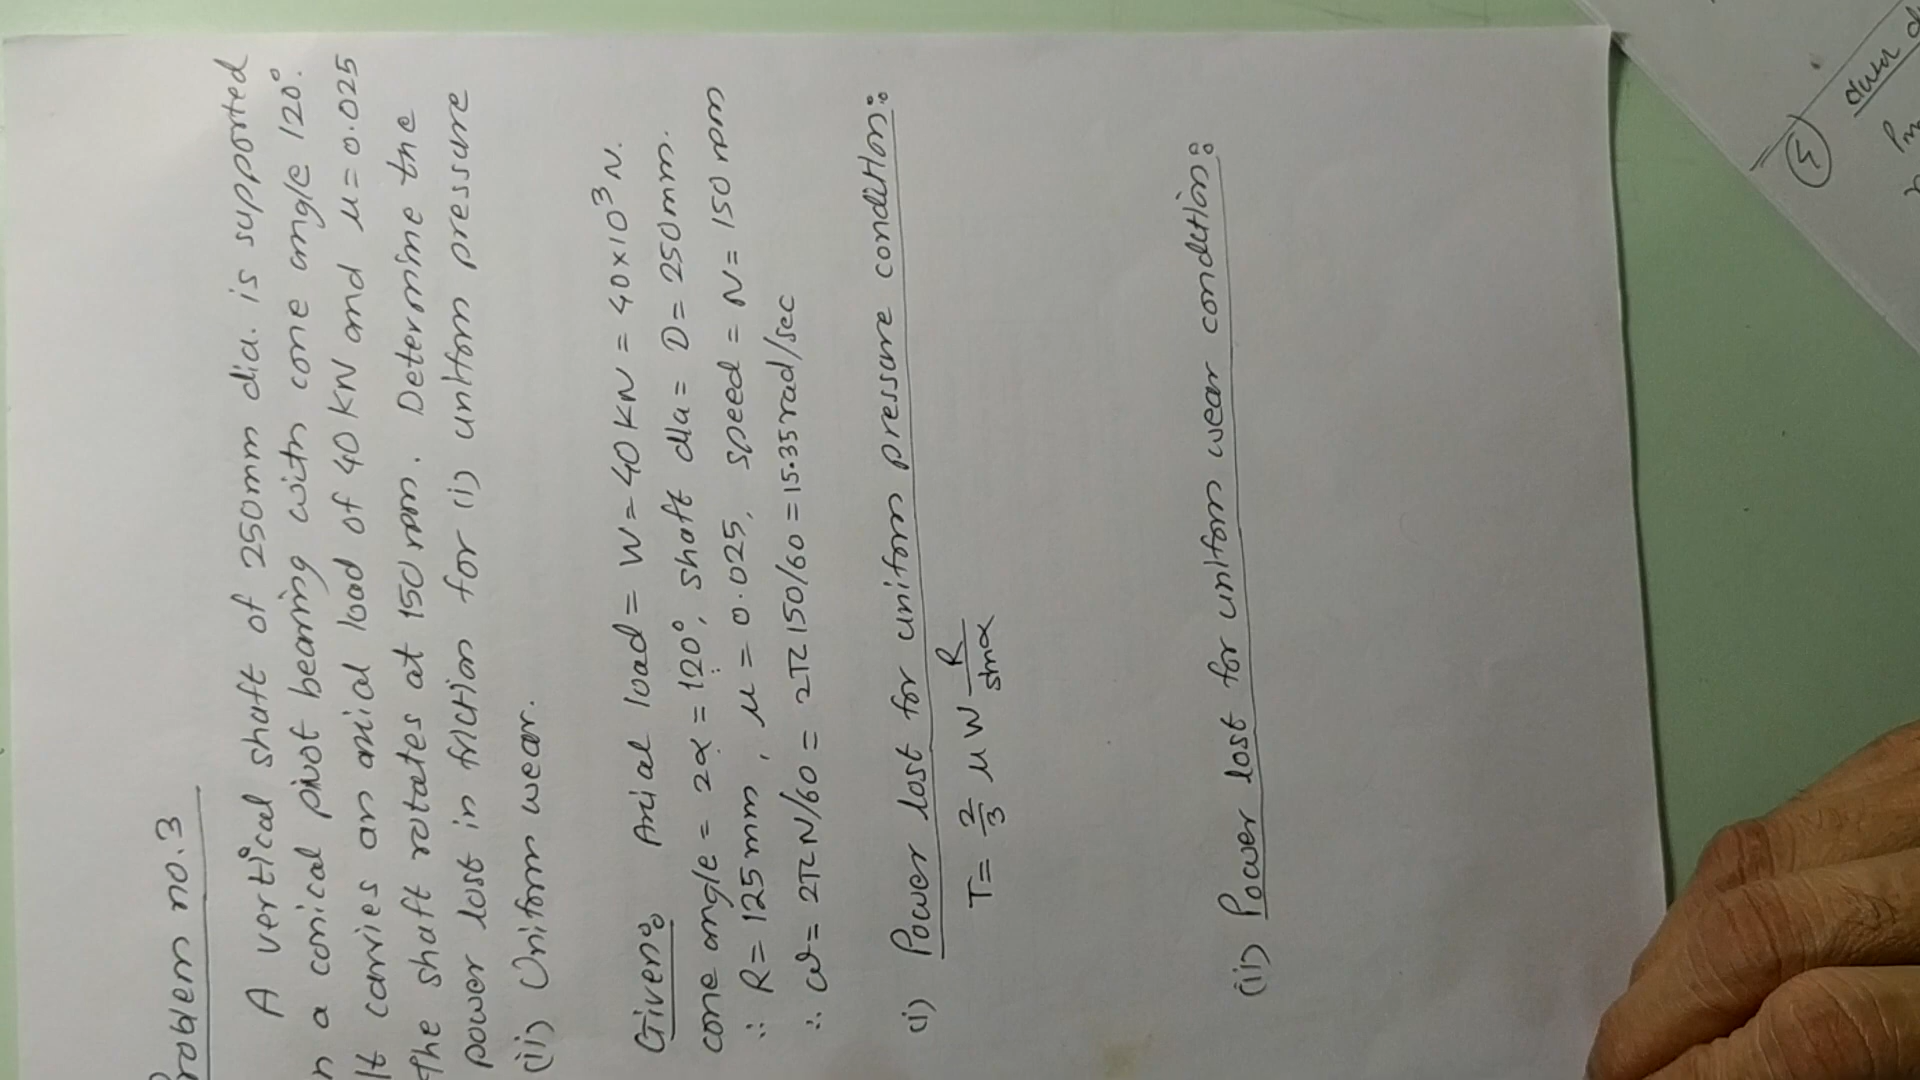 Problem no.3
A vertical shaft of 250mm dia. is supported
n a conical pivot bearing with cone angle 120°.
It carries an axial load of 40 KN and μ=0.025
the shaft rotates at 150 rpm. Determine the
power lost in friction for (i) uniform pressure
(ii) Uniform wear.
Given: Axial load = W = 40 KN = 40×10³ N.
cone angle = 2α = 120°, shaft dia = D = 250mm.
∴ R = 125 mm, μ = 0.025, speed = N = 150 rpm
∴ ω = 2πN/60 = 2π150/60 = 15.35 rad/sec
(i) Power lost for uniform pressure condition:
T = 2/3 μ W R/sinα
(ii) Power lost for uniform wear condition:
3